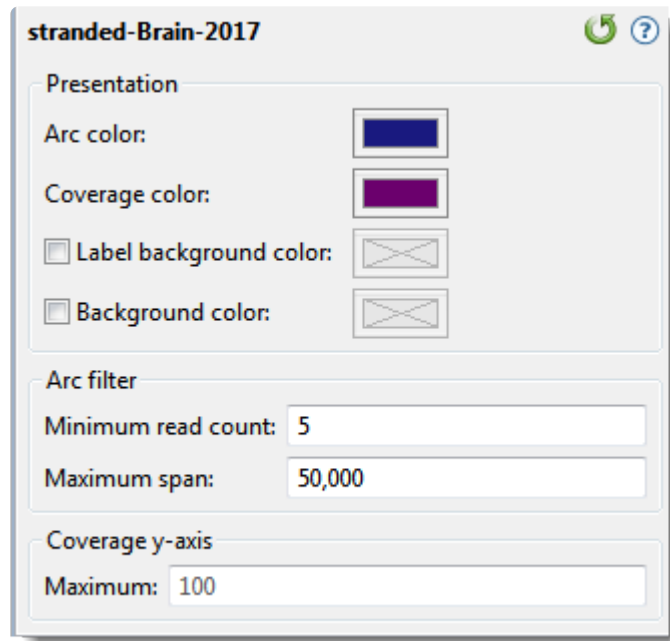 stranded-Brain-2017
?
Presentation
Arc color:
Coverage color:
Label background color:
Background color:
Arc filter
Minimum read count: 5
Maximum span: 50,000
Coverage y-axis
Maximum: 100